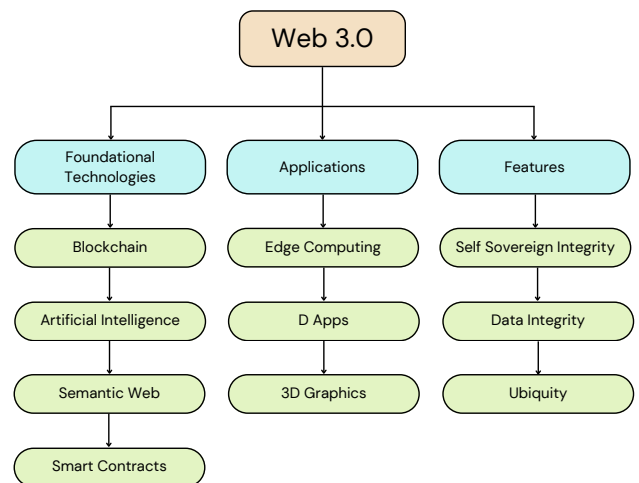 Web 3.0
Foundational
Technologies
Applications
Features
Blockchain
Edge Computing
Self Sovereign Integrity
Artificial Intelligence
D Apps
Data Integrity
Semantic Web
3D Graphics
Ubiquity
Smart Contracts